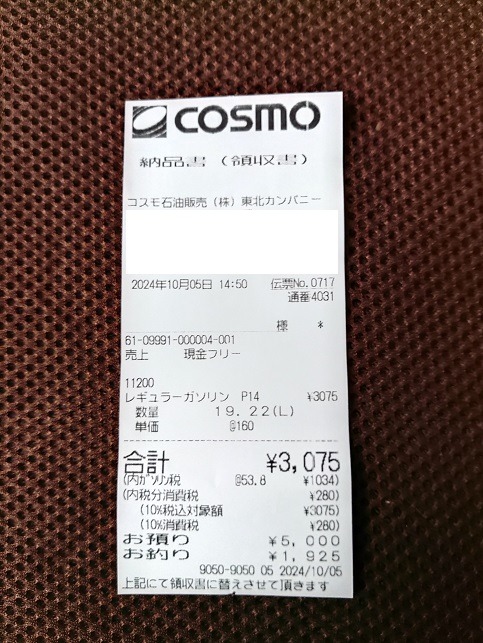 COSMO
納品書（領収書）
コスモ石油販売（株）東北カンパニー
2024年10月05日 14:50 伝票No.0717
通番4031
様 *
61-09991-000004-001
売上 現金フリー
11200
レギュラーガソリン P14 ¥3075
数量 19.22(L)
単価 @160
合計 ¥3,075
(内ガソリン税 @53.8 ¥1034)
(内税分消費税 ¥280)
(10%税込対象額 ¥3075)
(10%消費税 ¥280)
お預り ¥5,000
お釣り ¥1,925
9050-9050 05 2024/10/05
上記にて領収書に替えさせて頂きます